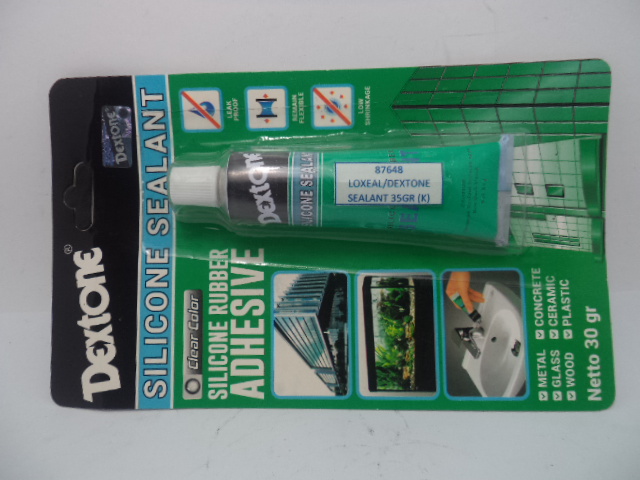 DEXTONE®
SILICONE SEALANT
DEXTONE
LEAK
PROOF
REMAIN
FLEXIBLE
LOW
SHRINKAGE
DEXTONE
SILICONE SEALANT
87648
LOXEAL/DEXTONE
SEALANT 35GR (K)
Clear Color
SILICONE RUBBER
ADHESIVE
METAL
GLASS
WOOD
CONCRETE
CERAMIC
PLASTIC
Netto 30 gr